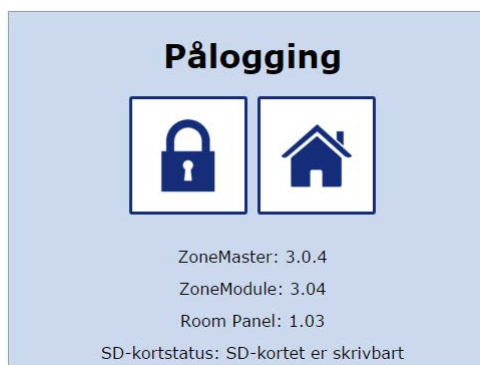 Pålogging
ZoneMaster: 3.0.4
ZoneModule: 3.04
Room Panel: 1.03
SD-kortstatus: SD-kortet er skrivbart